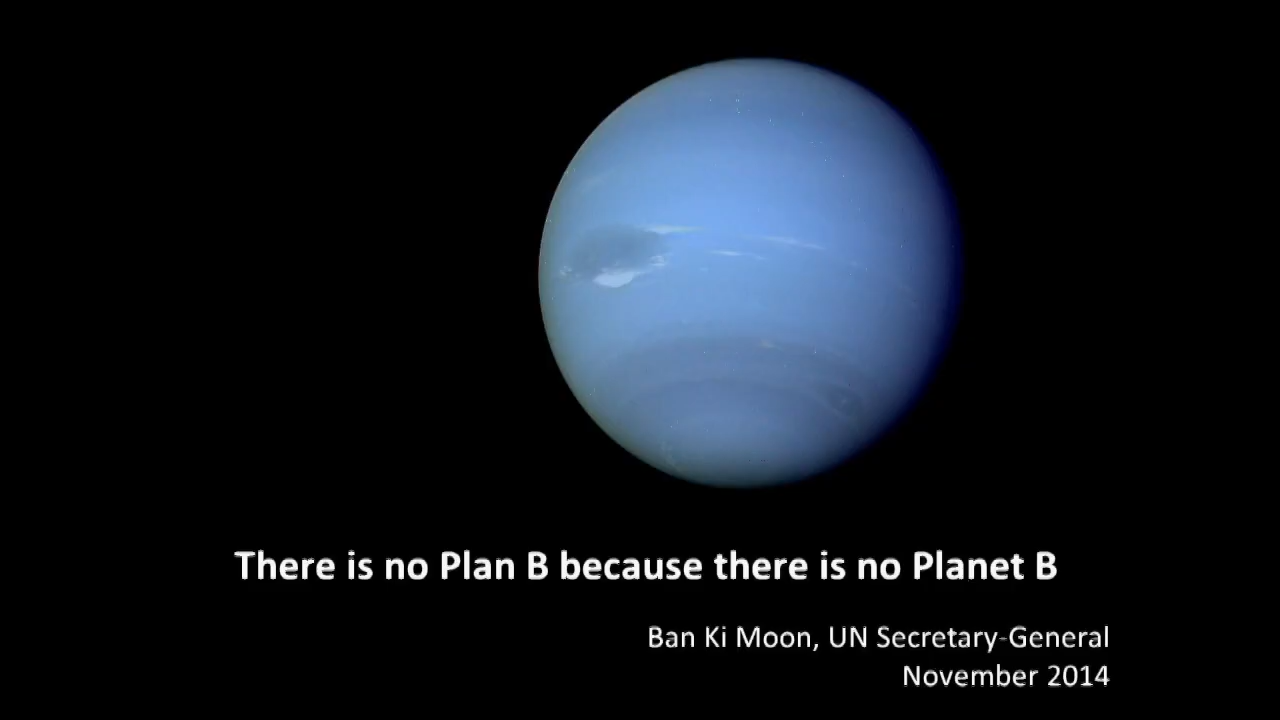 There is no Plan B because there is no Planet B
Ban Ki Moon, UN Secretary-General
November 2014